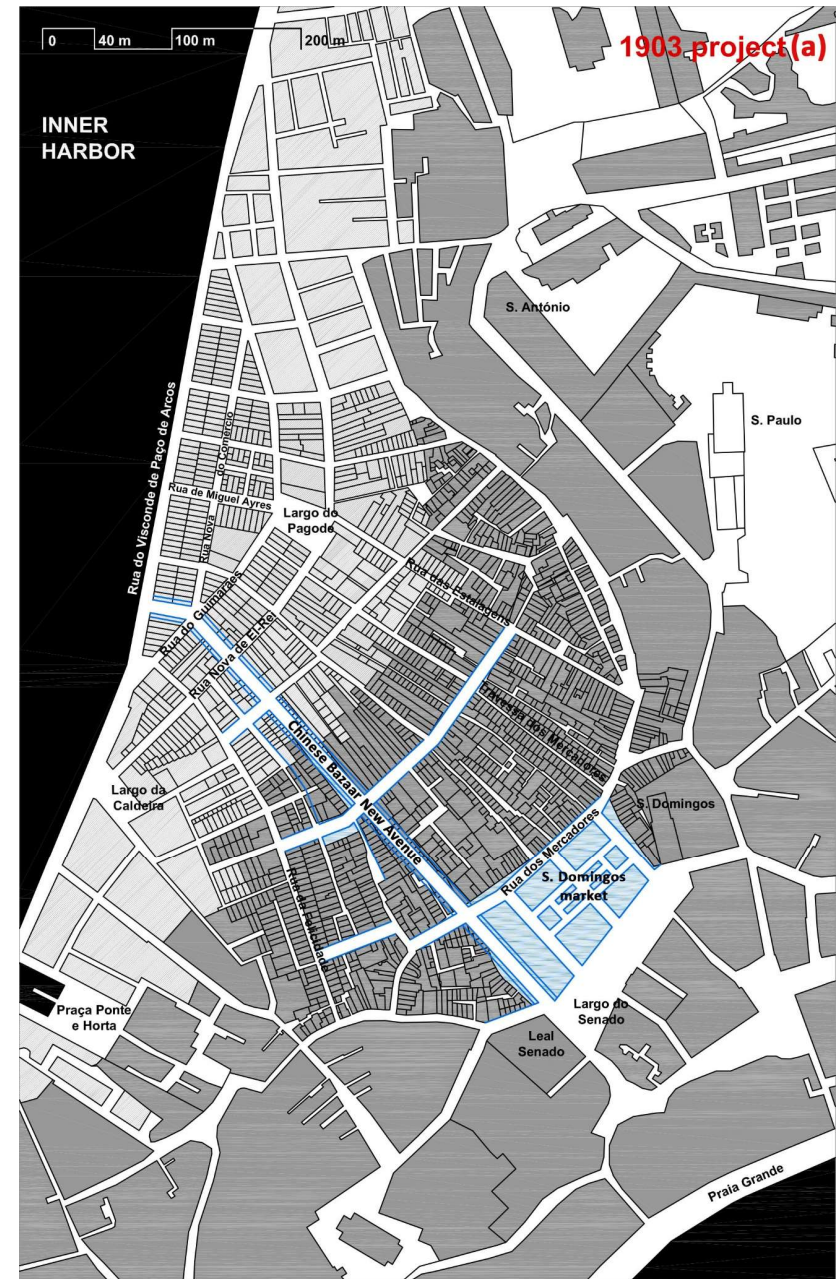 0 40 m 100 m 200 m
1903 project (a)
INNER
HARBOR
S. António
S. Paulo
Rua do Visconde de Paço de Arcos
Rua Nova
do Comércio
Rua de Miguel Ayres
Largo do
Pagode
Rua das Estalagens
Rua do Guimarães
Rua Nova de El-Rei
Travessa dos Mercadores
Chinese Bazaar New Avenue
Largo da
Caldeira
S. Domingos
Rua dos Mercadores
S. Domingos
market
Rua da Felicidade
Praça Ponte
e Horta
Largo do
Senado
Leal
Senado
Praia Grande